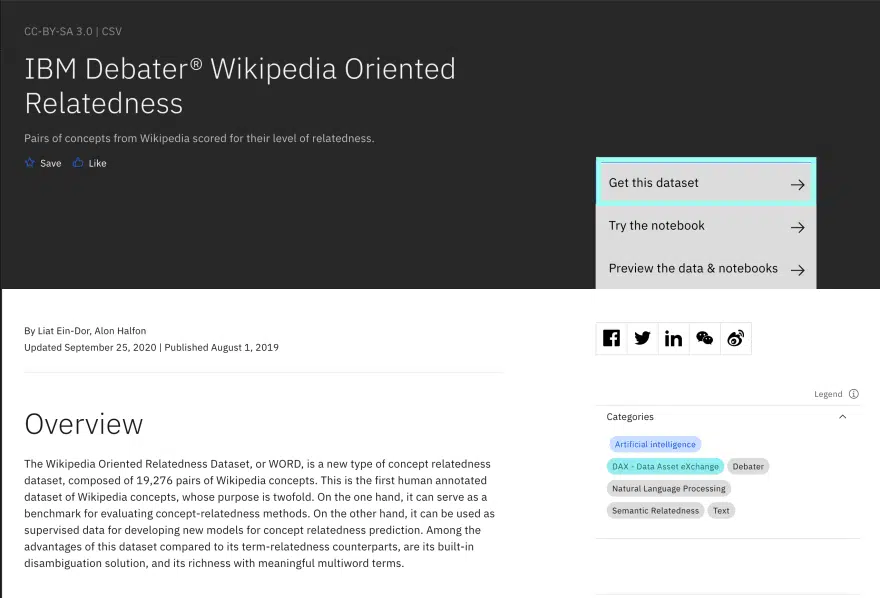 CC-BY-SA 3.0 | CSV
IBM Debater® Wikipedia Oriented
Relatedness
Pairs of concepts from Wikipedia scored for their level of relatedness.
Save Like
Get this dataset
Try the notebook
Preview the data & notebooks
By Liat Ein-Dor, Alon Halfon
Updated September 25, 2020 | Published August 1, 2019
Overview
The Wikipedia Oriented Relatedness Dataset, or WORD, is a new type of concept relatedness
dataset, composed of 19,276 pairs of Wikipedia concepts. This is the first human annotated
dataset of Wikipedia concepts, whose purpose is twofold. On the one hand, it can serve as a
benchmark for evaluating concept-relatedness methods. On the other hand, it can be used as
supervised data for developing new models for concept relatedness prediction. Among the
advantages of this dataset compared to its term-relatedness counterparts, are its built-in
disambiguation solution, and its richness with meaningful multiword terms.
Legend
Categories
Artificial intelligence
DAX - Data Asset eXchange Debater
Natural Language Processing
Semantic Relatedness Text